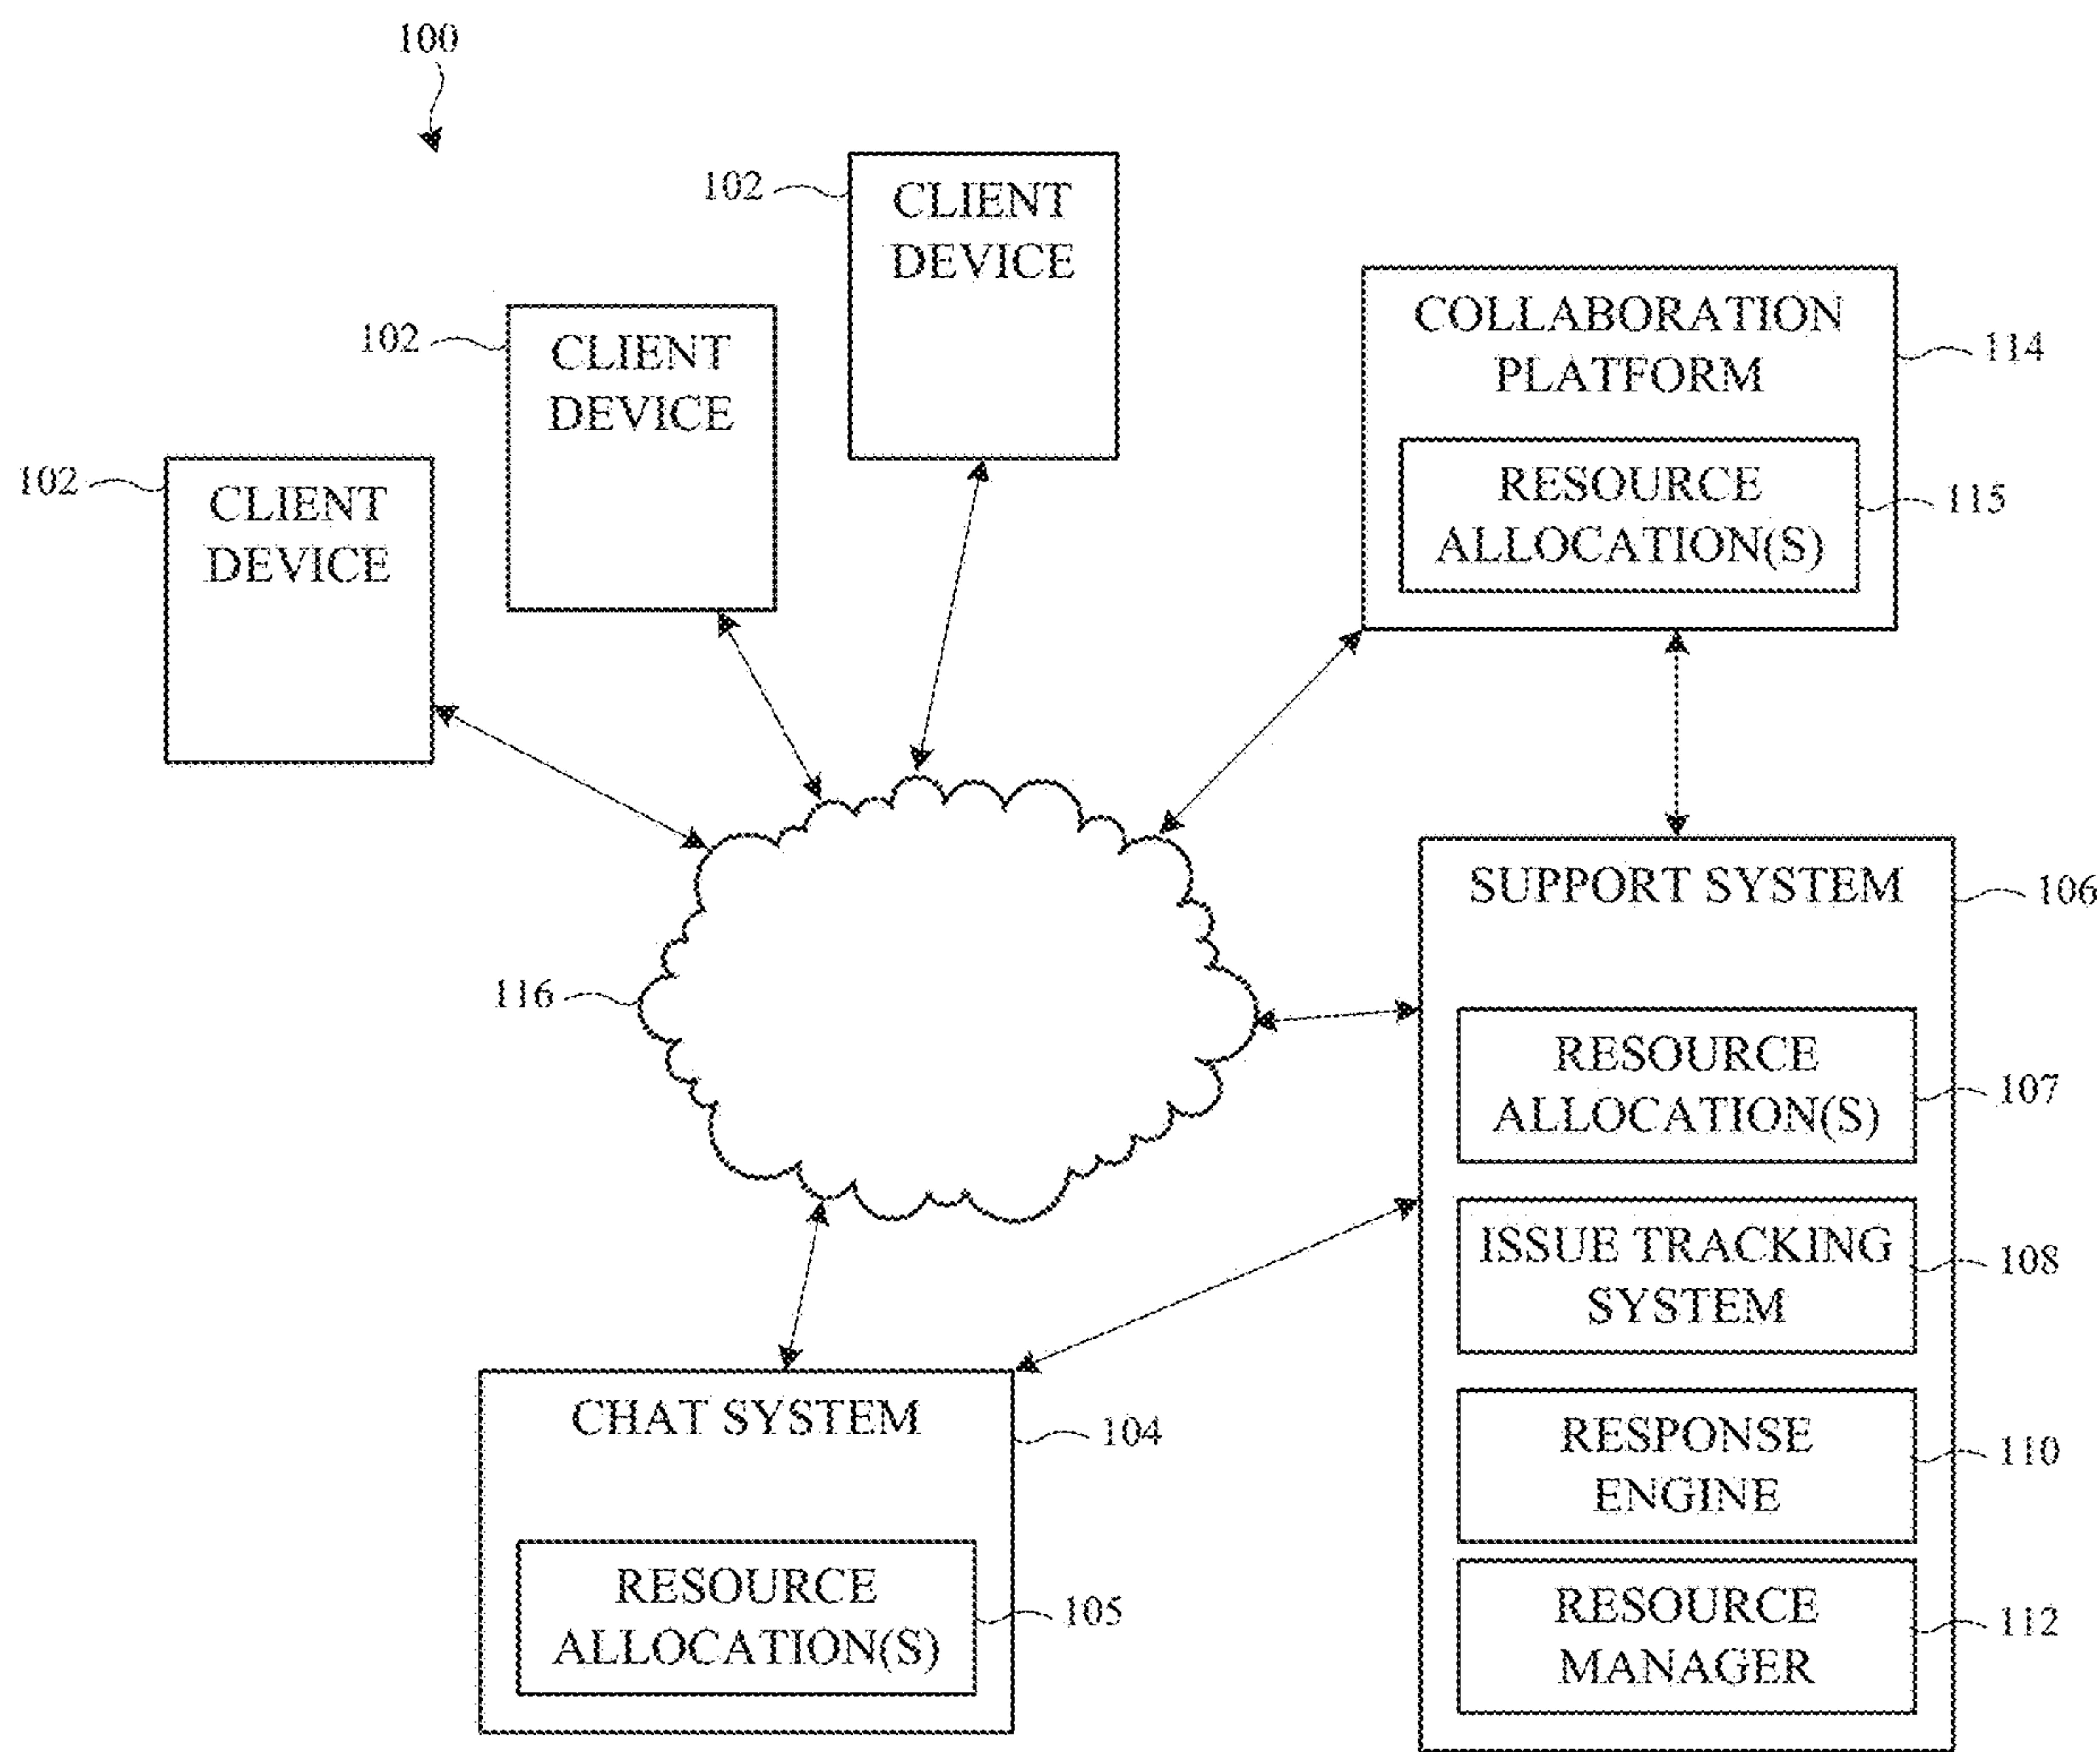 100
102
CLIENT
DEVICE
102
CLIENT
DEVICE
102
CLIENT
DEVICE
COLLABORATION
PLATFORM
114
RESOURCE
ALLOCATION(S)
115
116
SUPPORT SYSTEM
106
RESOURCE
ALLOCATION(S)
107
ISSUE TRACKING
SYSTEM
108
RESPONSE
ENGINE
110
RESOURCE
MANAGER
112
CHAT SYSTEM
104
RESOURCE
ALLOCATION(S)
105